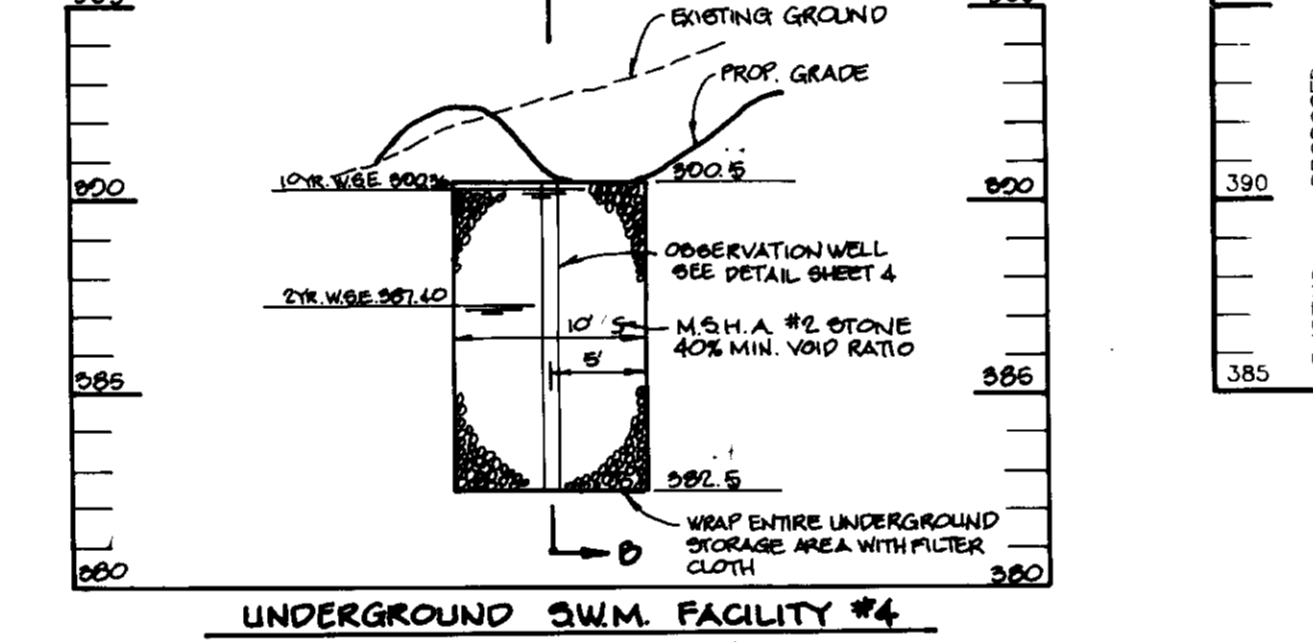 EXISTING GROUND
PROP. GRADE
10 YR. W.S.E. 390.36
390.5
390
390
390
OBSERVATION WELL
SEE DETAIL SHEET 4
2 YR. W.S.E. 387.40
10'
M.S.H.A. #2 STONE
40% MIN. VOID RATIO
5'
385
385
385
382.5
WRAP ENTIRE UNDERGROUND
STORAGE AREA WITH FILTER
CLOTH
B
380
380
UNDERGROUND S.W.M. FACILITY #4